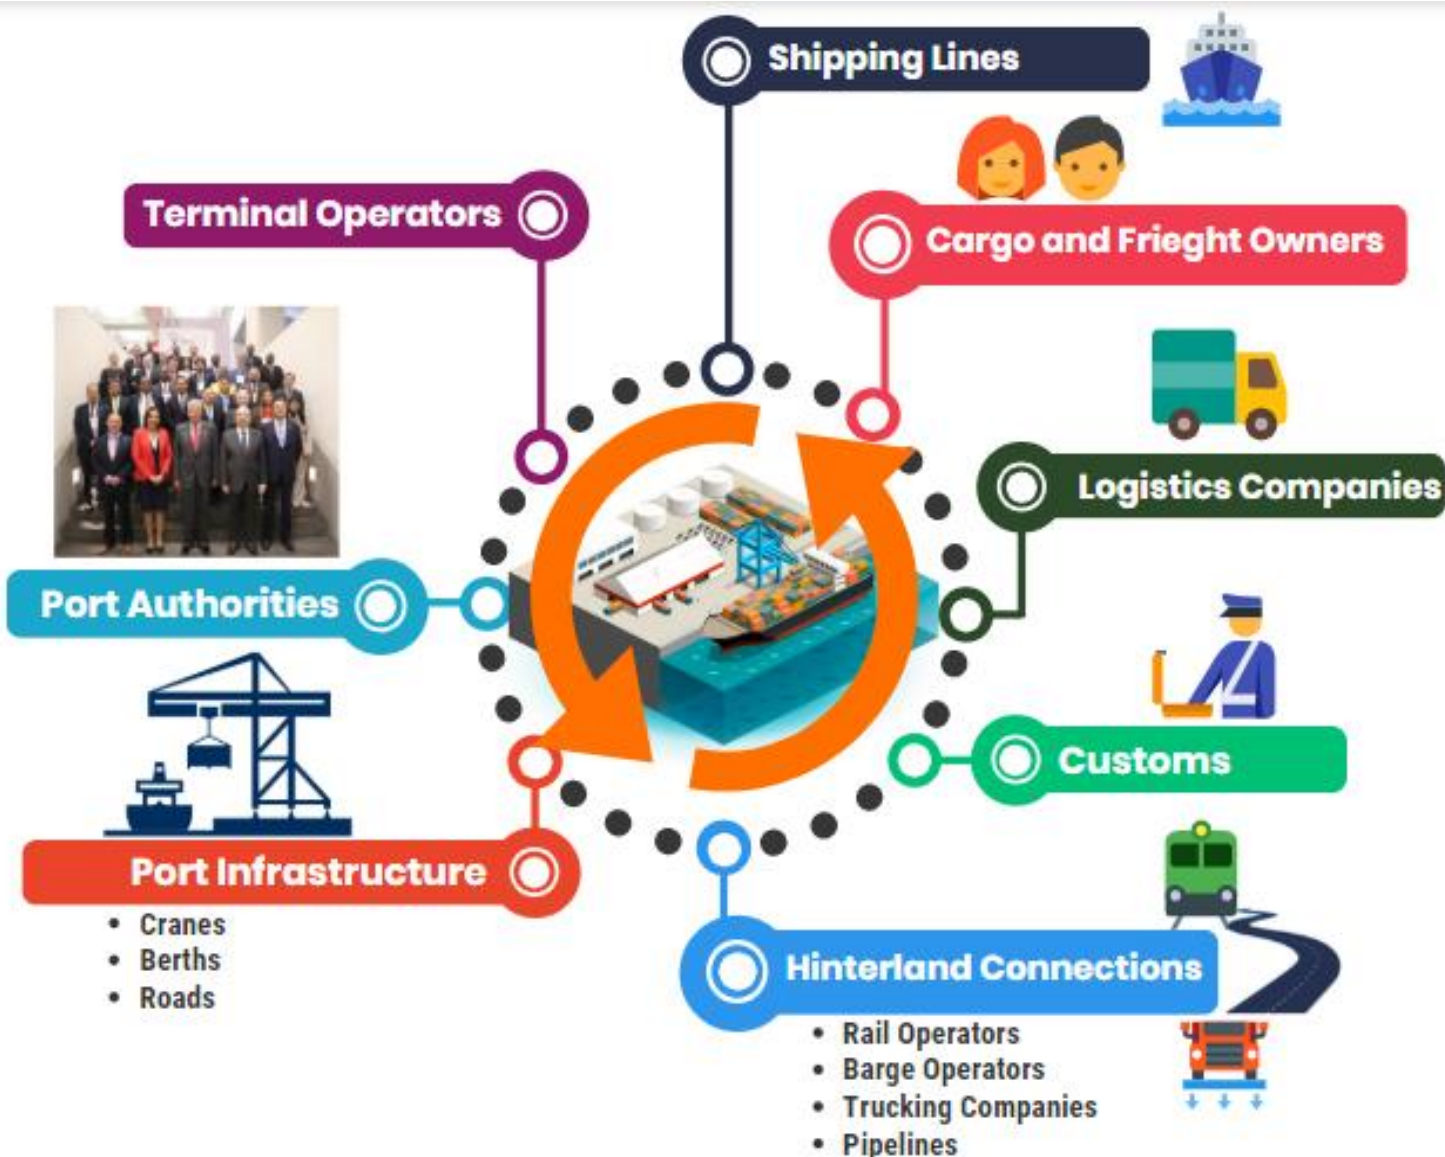 Shipping Lines
Terminal Operators
Cargo and Frieght Owners
Logistics Companies
Port Authorities
Customs
Port Infrastructure
• Cranes
• Berths
• Roads
Hinterland Connections
• Rail Operators
• Barge Operators
• Trucking Companies
• Pipelines